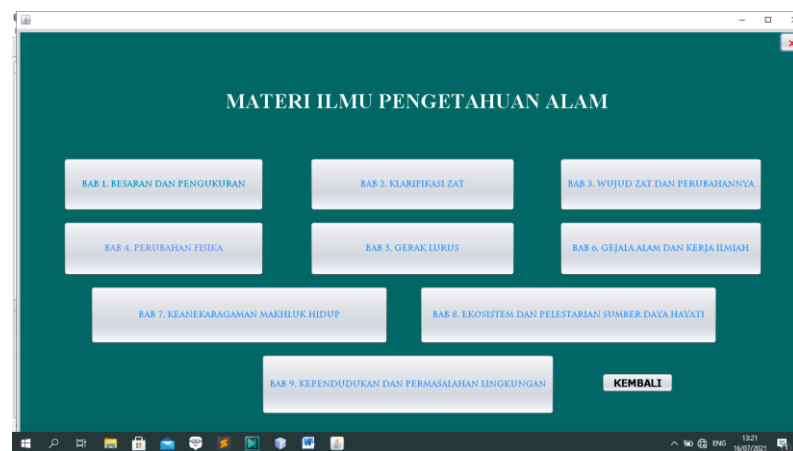 MATERI ILMU PENGETAHUAN ALAM
BAB 1. BESARAN DAN PENGUKURAN
BAB 2. KLARIFIKASI ZAT
BAB 3. WUJUD ZAT DAN PERUBAHANNYA
BAB 4. PERUBAHAN FISIKA
BAB 5. GERAK LURUS
BAB 6. GEJALA ALAM DAN KERJA ILMIAH
BAB 7. KEANEKARAGAMAN MAKHLUK HIDUP
BAB 8. EKOSISTEM DAN PELESTARIAN SUMBER DAYA HAYATI
BAB 9. KEPENDUDUKAN DAN PERMASALAHAN LINGKUNGAN
KEMBALI
ENG
13:21
16/07/2021